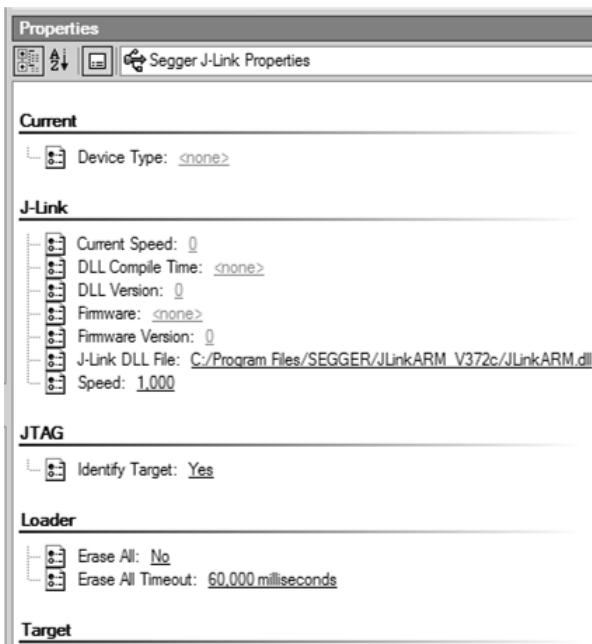 Properties
Segger J-Link Properties
Current
Device Type: <none>
J-Link
Current Speed: 0
DLL Compile Time: <none>
DLL Version: 0
Firmware: <none>
Firmware Version: 0
J-Link DLL File: C:/Program Files/SEGGER/JLinkARM_V372c/JLinkARM.dll
Speed: 1,000
JTAG
Identify Target: Yes
Loader
Erase All: No
Erase All Timeout: 60,000 milliseconds
Target